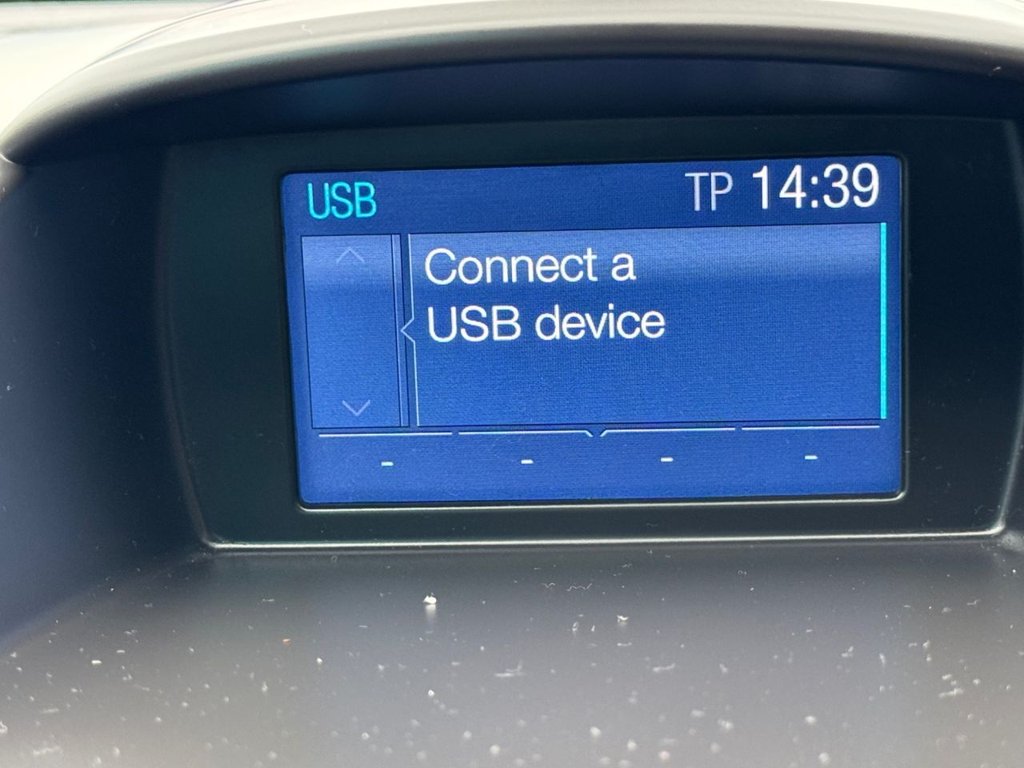 USB TP 14:39
Connect a
USB device
- - - -